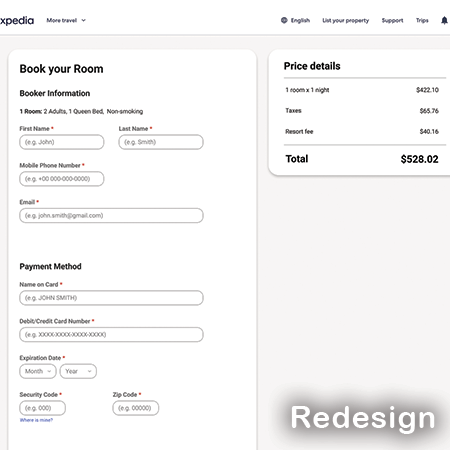 xpedia More travel English List your property Support Trips
Book your Room
Booker Information
1 Room: 2 Adults, 1 Queen Bed, Non-smoking
First Name * Last Name *
(e.g. John) (e.g. Smith)
Mobile Phone Number *
(e.g. +00 000-000-0000)
Email *
(e.g. john.smith@gmail.com)
Payment Method
Name on Card *
(e.g. JOHN SMITH)
Debit/Credit Card Number *
(e.g. XXXX-XXXX-XXXX-XXXX)
Expiration Date *
Month Year
Security Code * Zip Code *
(e.g. 000) (e.g. 00000)
Where is mine?
Price details
1 room x 1 night $422.10
Taxes $65.76
Resort fee $40.16
Total $528.02
Redesign